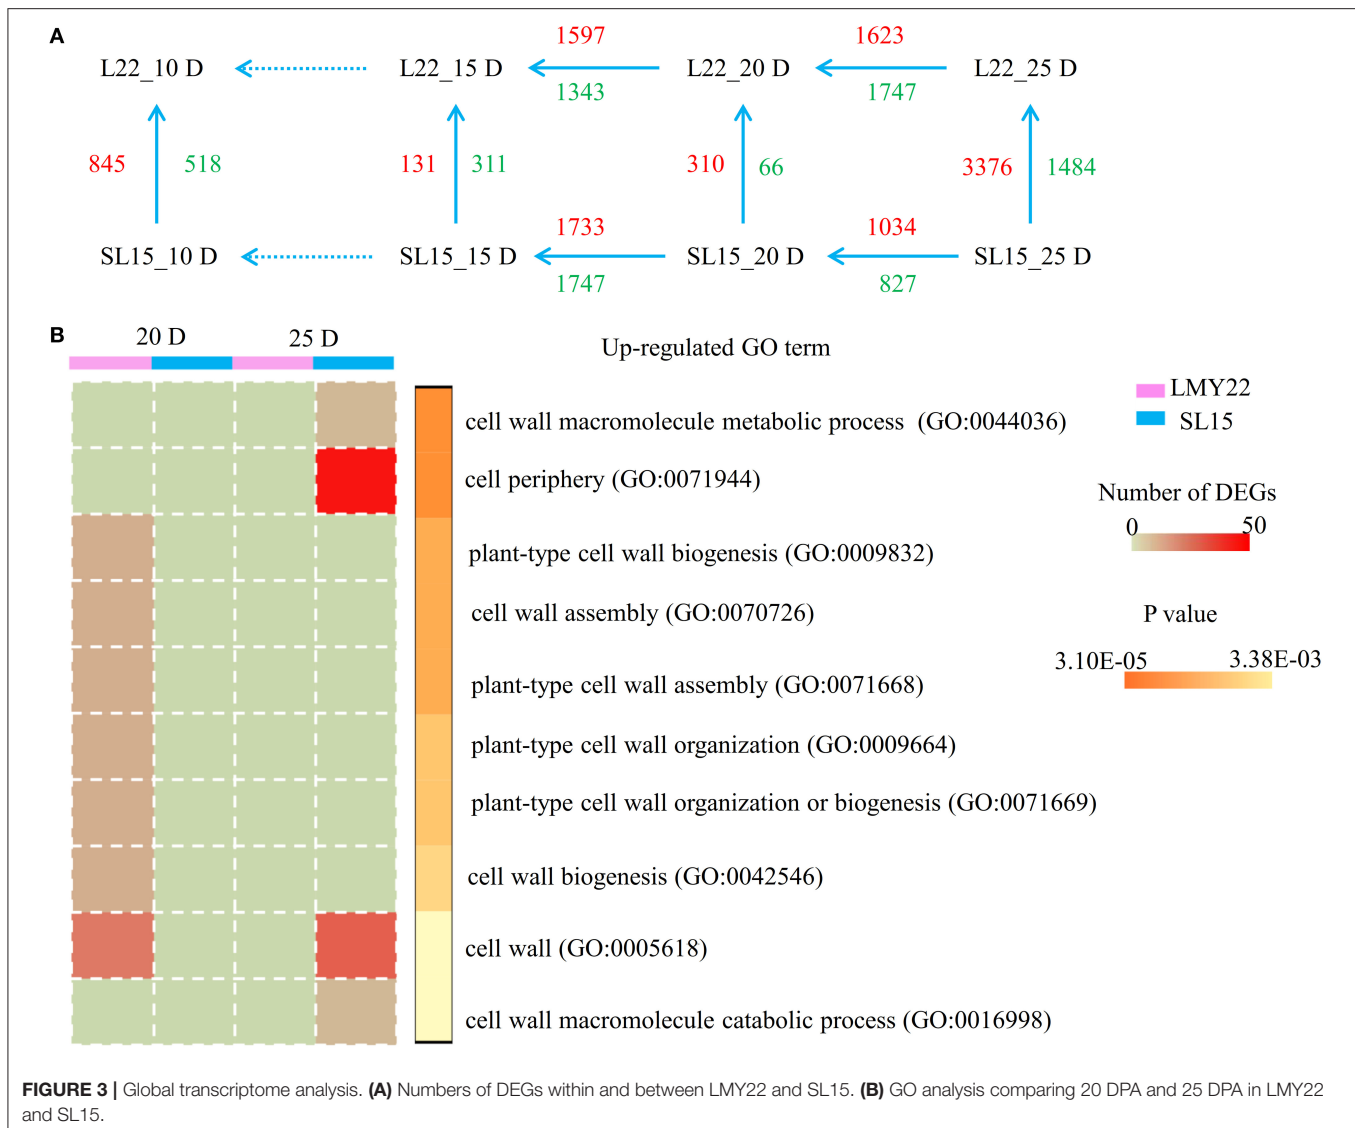 A
1597 1623
L22_10 D L22_15 D L22_20 D L22_25 D
1343 1747
845 518 131 311 310 66 3376 1484
1733 1034
SL15_10 D SL15_15 D SL15_20 D SL15_25 D
1747 827
B
20 D 25 D
Up-regulated GO term
cell wall macromolecule metabolic process (GO:0044036)
cell periphery (GO:0071944)
plant-type cell wall biogenesis (GO:0009832)
cell wall assembly (GO:0070726)
plant-type cell wall assembly (GO:0071668)
plant-type cell wall organization (GO:0009664)
plant-type cell wall organization or biogenesis (GO:0071669)
cell wall biogenesis (GO:0042546)
cell wall (GO:0005618)
cell wall macromolecule catabolic process (GO:0016998)
LMY22
SL15
Number of DEGs
0 50
P value
3.10E-05 3.38E-03
FIGURE 3 | Global transcriptome analysis. (A) Numbers of DEGs within and between LMY22 and SL15. (B) GO analysis comparing 20 DPA and 25 DPA in LMY22
and SL15.